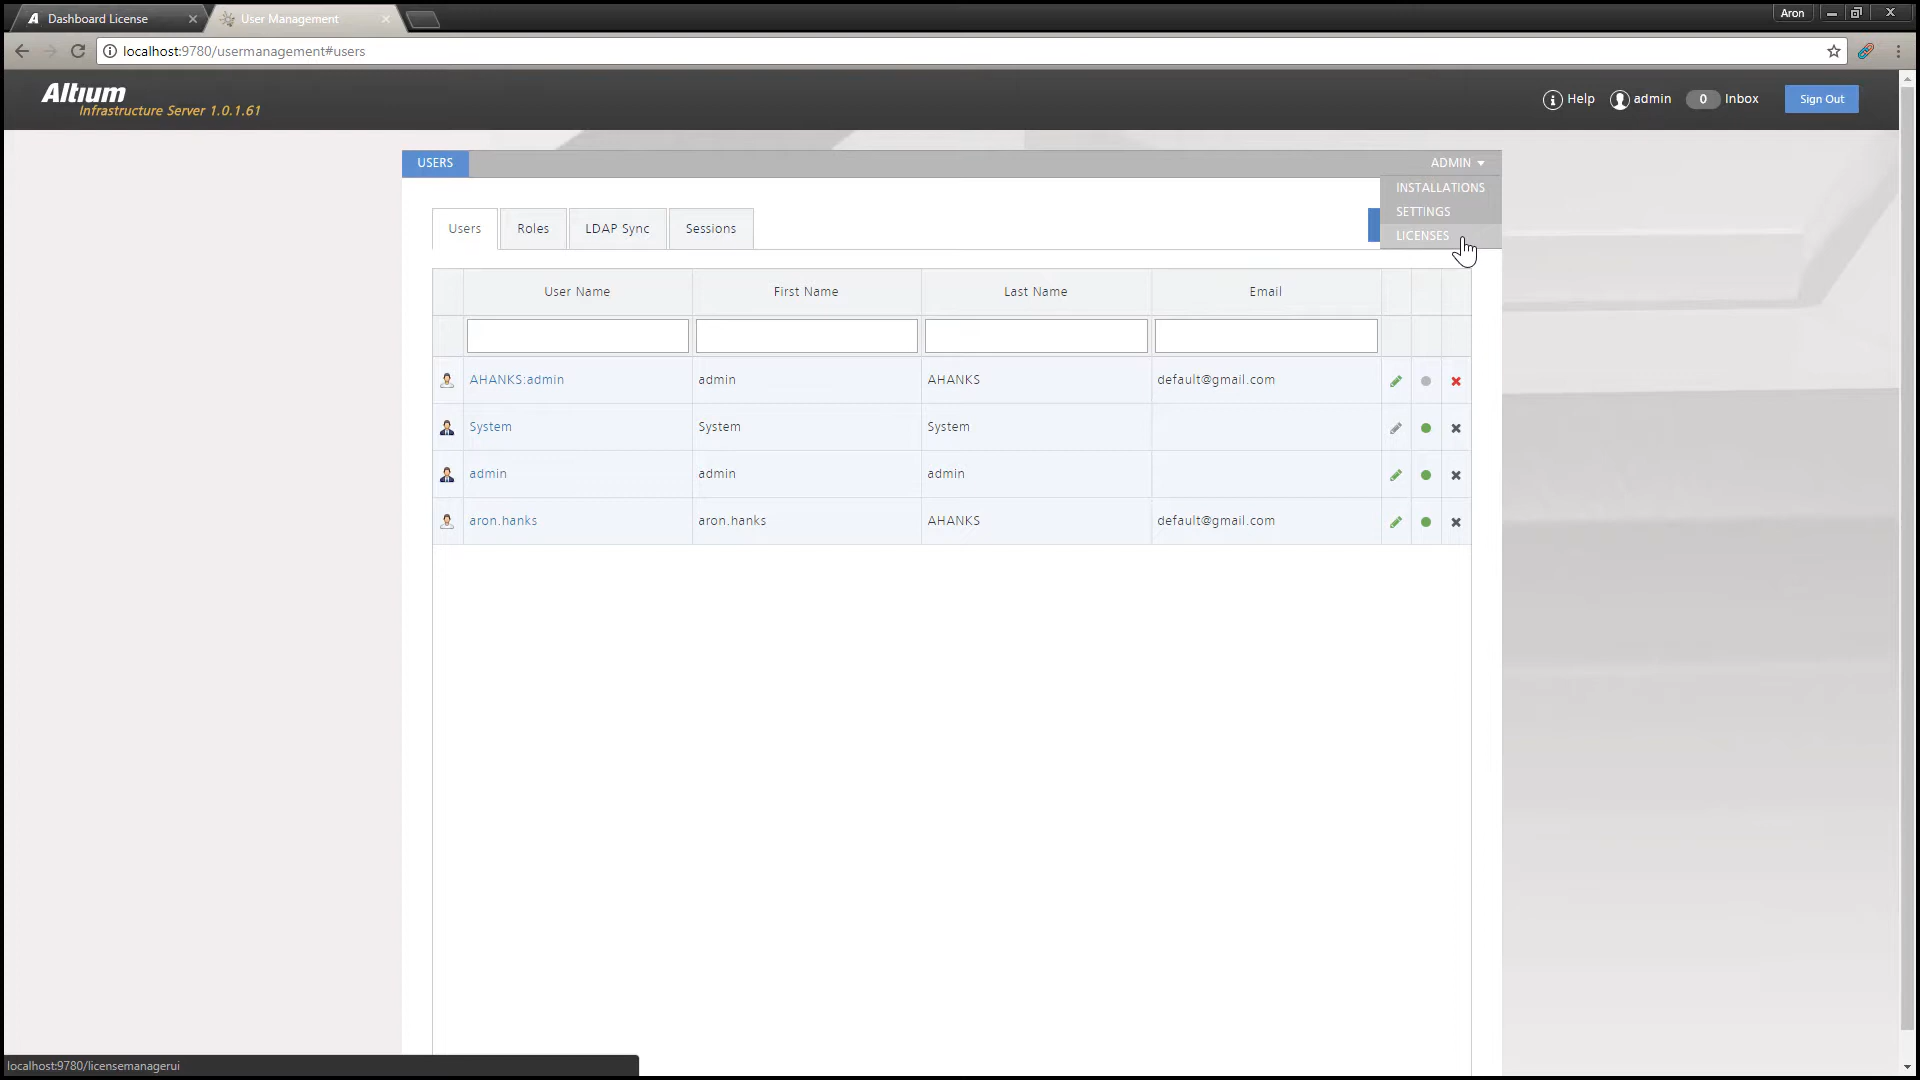 Dashboard License
User Management
Aron
localhost:9780/usermanagement#users
Altium
Infrastructure Server 1.0.1.61
Help
admin
0
Inbox
Sign Out
USERS
ADMIN
INSTALLATIONS
SETTINGS
LICENSES
Users
Roles
LDAP Sync
Sessions
User Name
First Name
Last Name
Email
AHANKS:admin
admin
AHANKS
default@gmail.com
System
System
System
admin
admin
admin
aron.hanks
aron.hanks
AHANKS
default@gmail.com
localhost:9780/licensemanagerui